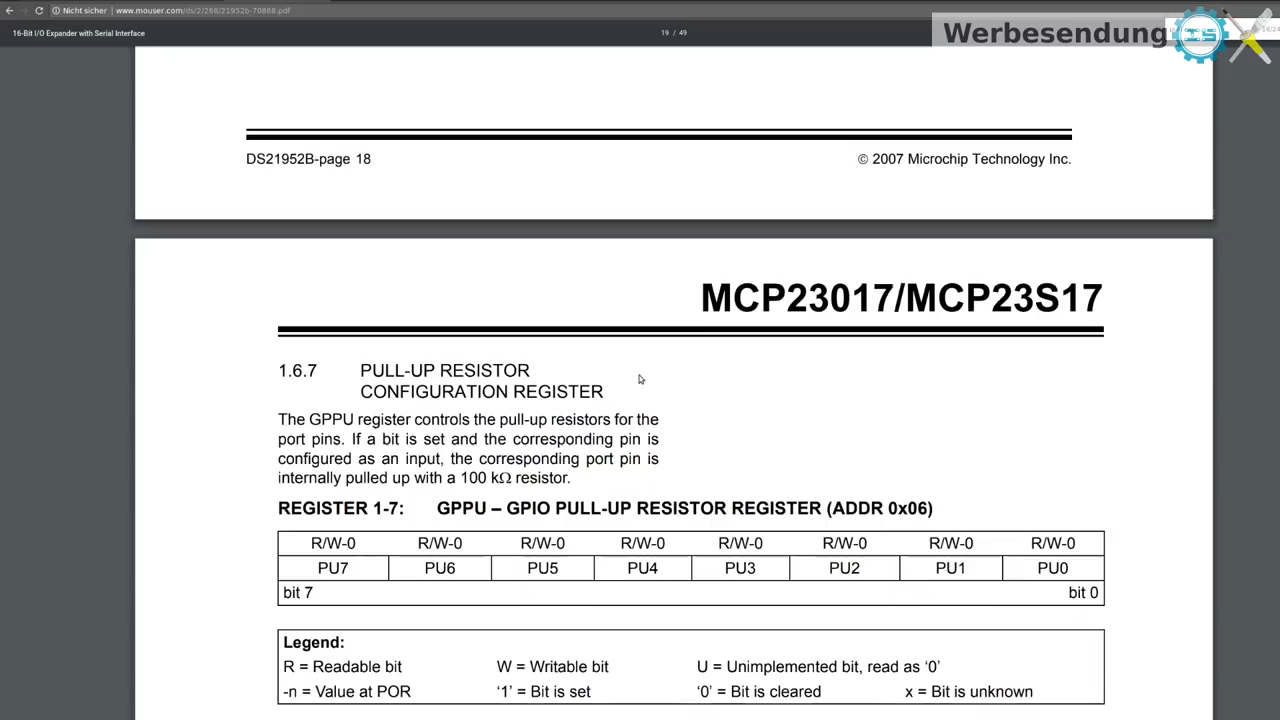 Nicht sicher | www.mouser.com/ds/2/268/21952b-70868.pdf
16-Bit I/O Expander with Serial Interface
19 / 49
Werbesendung
DS21952B-page 18
© 2007 Microchip Technology Inc.
MCP23017/MCP23S17
1.6.7 PULL-UP RESISTOR
CONFIGURATION REGISTER
The GPPU register controls the pull-up resistors for the
port pins. If a bit is set and the corresponding pin is
configured as an input, the corresponding port pin is
internally pulled up with a 100 kΩ resistor.
REGISTER 1-7: GPPU – GPIO PULL-UP RESISTOR REGISTER (ADDR 0x06)
R/W-0 R/W-0 R/W-0 R/W-0 R/W-0 R/W-0 R/W-0 R/W-0
PU7 PU6 PU5 PU4 PU3 PU2 PU1 PU0
bit 7 bit 0
Legend:
R = Readable bit W = Writable bit U = Unimplemented bit, read as ‘0’
-n = Value at POR ‘1’ = Bit is set ‘0’ = Bit is cleared x = Bit is unknown